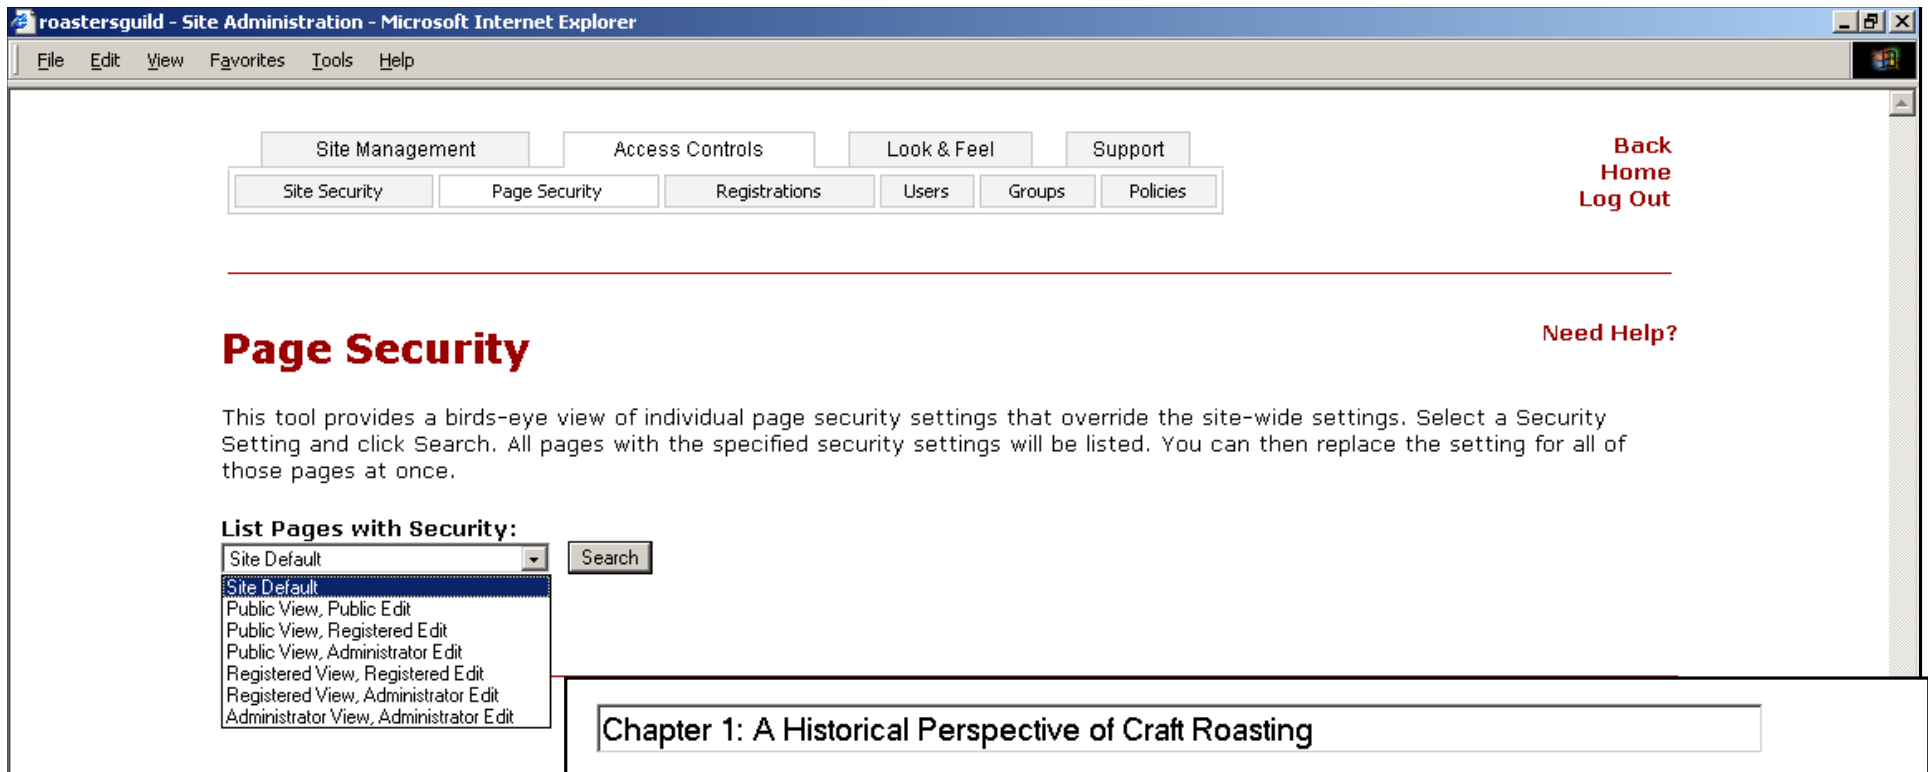 roastersguild - Site Administration - Microsoft Internet Explorer
File Edit View Favorites Tools Help
Site Management Access Controls Look & Feel Support
Site Security Page Security Registrations Users Groups Policies
Back
Home
Log Out
Page Security
Need Help?
This tool provides a birds-eye view of individual page security settings that override the site-wide settings. Select a Security
Setting and click Search. All pages with the specified security settings will be listed. You can then replace the setting for all of
those pages at once.
List Pages with Security:
Site Default Search
Site Default
Public View, Public Edit
Public View, Registered Edit
Public View, Administrator Edit
Registered View, Registered Edit
Registered View, Administrator Edit
Administrator View, Administrator Edit
Chapter 1: A Historical Perspective of Craft Roasting